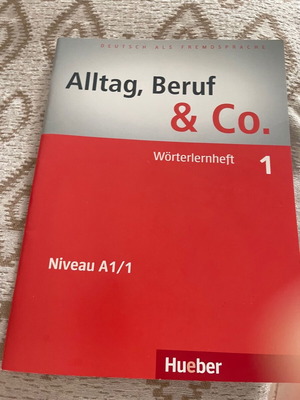 DEUTSCH ALS FREMDSPRACHE
Alltag, Beruf
& Co.
Wörterlernheft 1
Niveau A1/1
Hueber